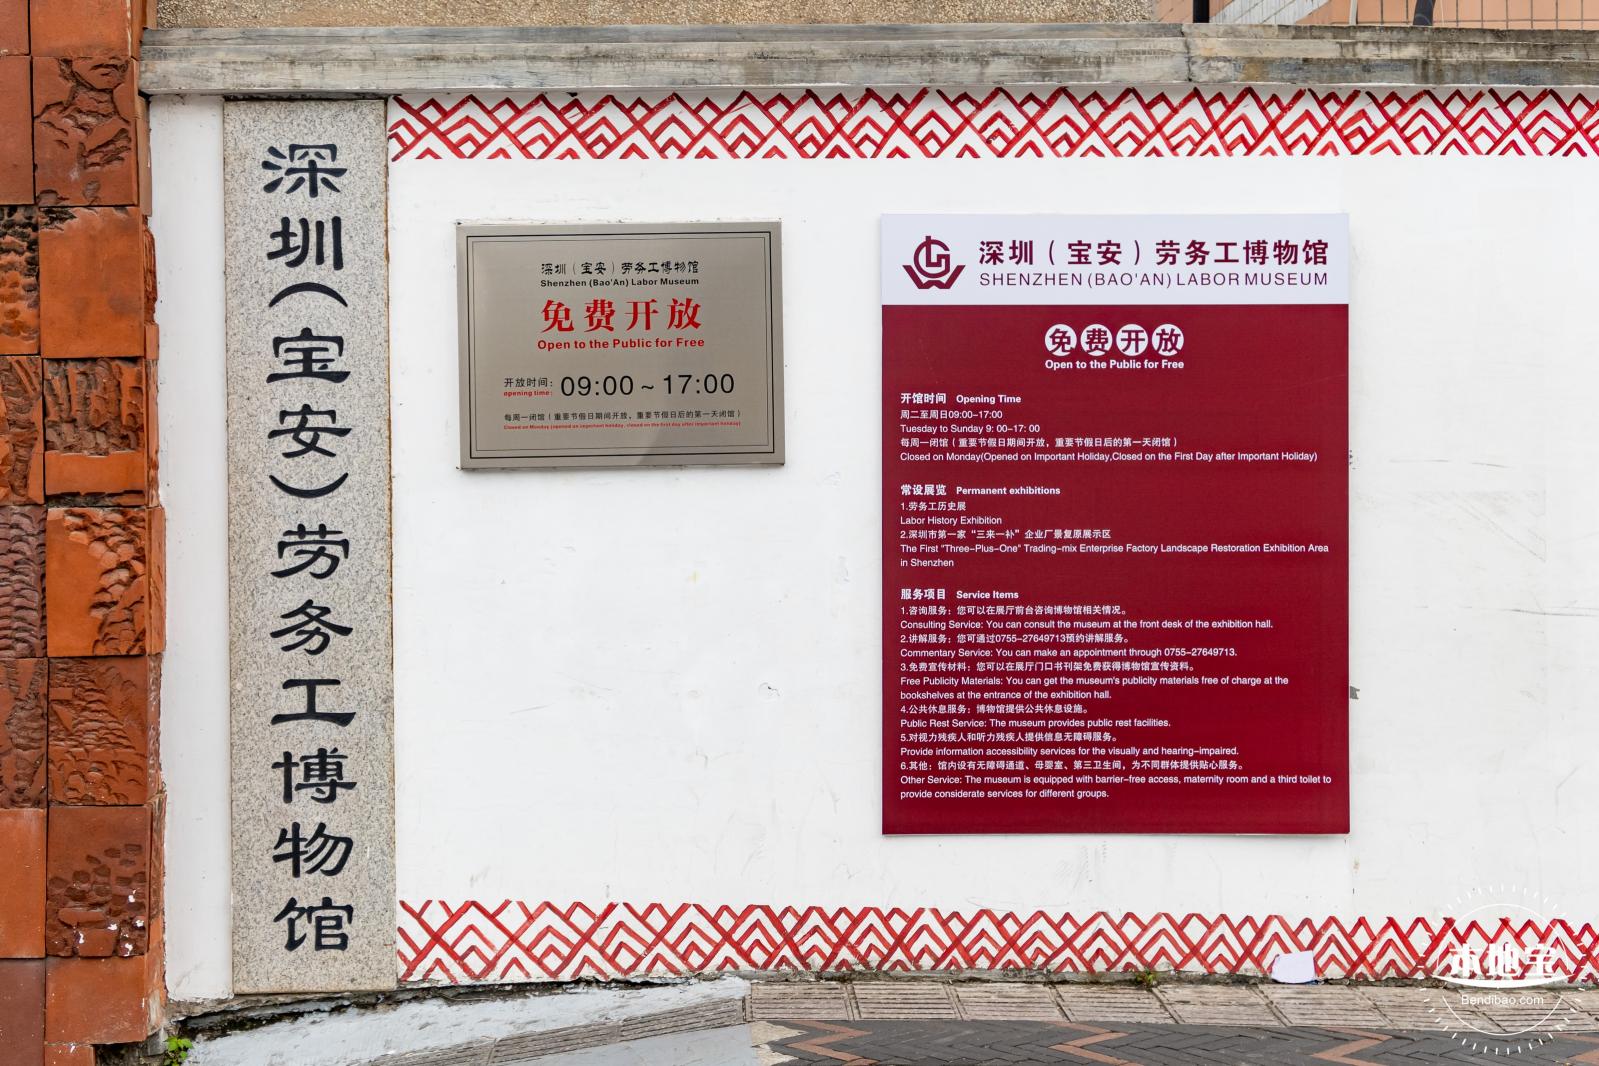 深圳（宝安）劳务工博物馆
深圳（宝安）劳务工博物馆
Shenzhen (Bao'An) Labor Museum
免费开放
Open to the Public for Free
开放时间：
opening time:
09:00 ~ 17:00
每周一闭馆（重要节假日期间开放，重要节假日后的第一天闭馆）
Closed on Monday (opened on important holiday, closed on the first day after important holiday)
深圳（宝安）劳务工博物馆
SHENZHEN (BAO'AN) LABOR MUSEUM
免费开放
Open to the Public for Free
开馆时间 Opening Time
周二至周日09:00-17:00
Tuesday to Sunday 9: 00-17: 00
每周一闭馆（重要节假日期间开放，重要节假日后的第一天闭馆）
Closed on Monday(Opened on Important Holiday,Closed on the First Day after Important Holiday)
常设展览 Permanent exhibitions
1.劳务工历史展
Labor History Exhibition
2.深圳市第一家“三来一补”企业厂景复原展示区
The First "Three-Plus-One" Trading-mix Enterprise Factory Landscape Restoration Exhibition Area
in Shenzhen
服务项目 Service Items
1.咨询服务：您可以在展厅前台咨询博物馆相关情况。
Consulting Service: You can consult the museum at the front desk of the exhibition hall.
2.讲解服务：您可通过0755-27649713预约讲解服务。
Commentary Service: You can make an appointment through 0755-27649713.
3.免费宣传材料：您可以在展厅门口书刊架免费获得博物馆宣传资料。
Free Publicity Materials: You can get the museum's publicity materials free of charge at the
bookshelves at the entrance of the exhibition hall.
4.公共休息服务：博物馆提供公共休息设施。
Public Rest Service: The museum provides public rest facilities.
5.对视力残疾人和听力残疾人提供信息无障碍服务。
Provide information accessibility services for the visually and hearing-impaired.
6.其他：馆内设有无障碍通道、母婴室、第三卫生间，为不同群体提供贴心服务。
Other Service: The museum is equipped with barrier-free access, maternity room and a third toilet to
provide considerate services for different groups.
本地宝
Bendibao.com